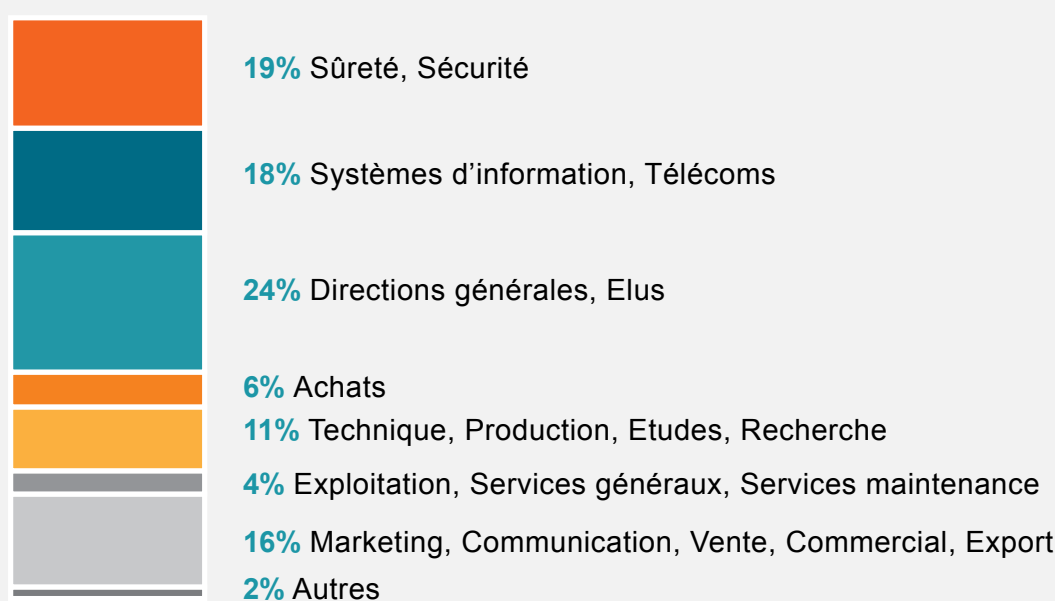 19% Sûreté, Sécurité
18% Systèmes d’information, Télécoms
24% Directions générales, Elus
6% Achats
11% Technique, Production, Etudes, Recherche
4% Exploitation, Services généraux, Services maintenance
16% Marketing, Communication, Vente, Commercial, Export
2% Autres